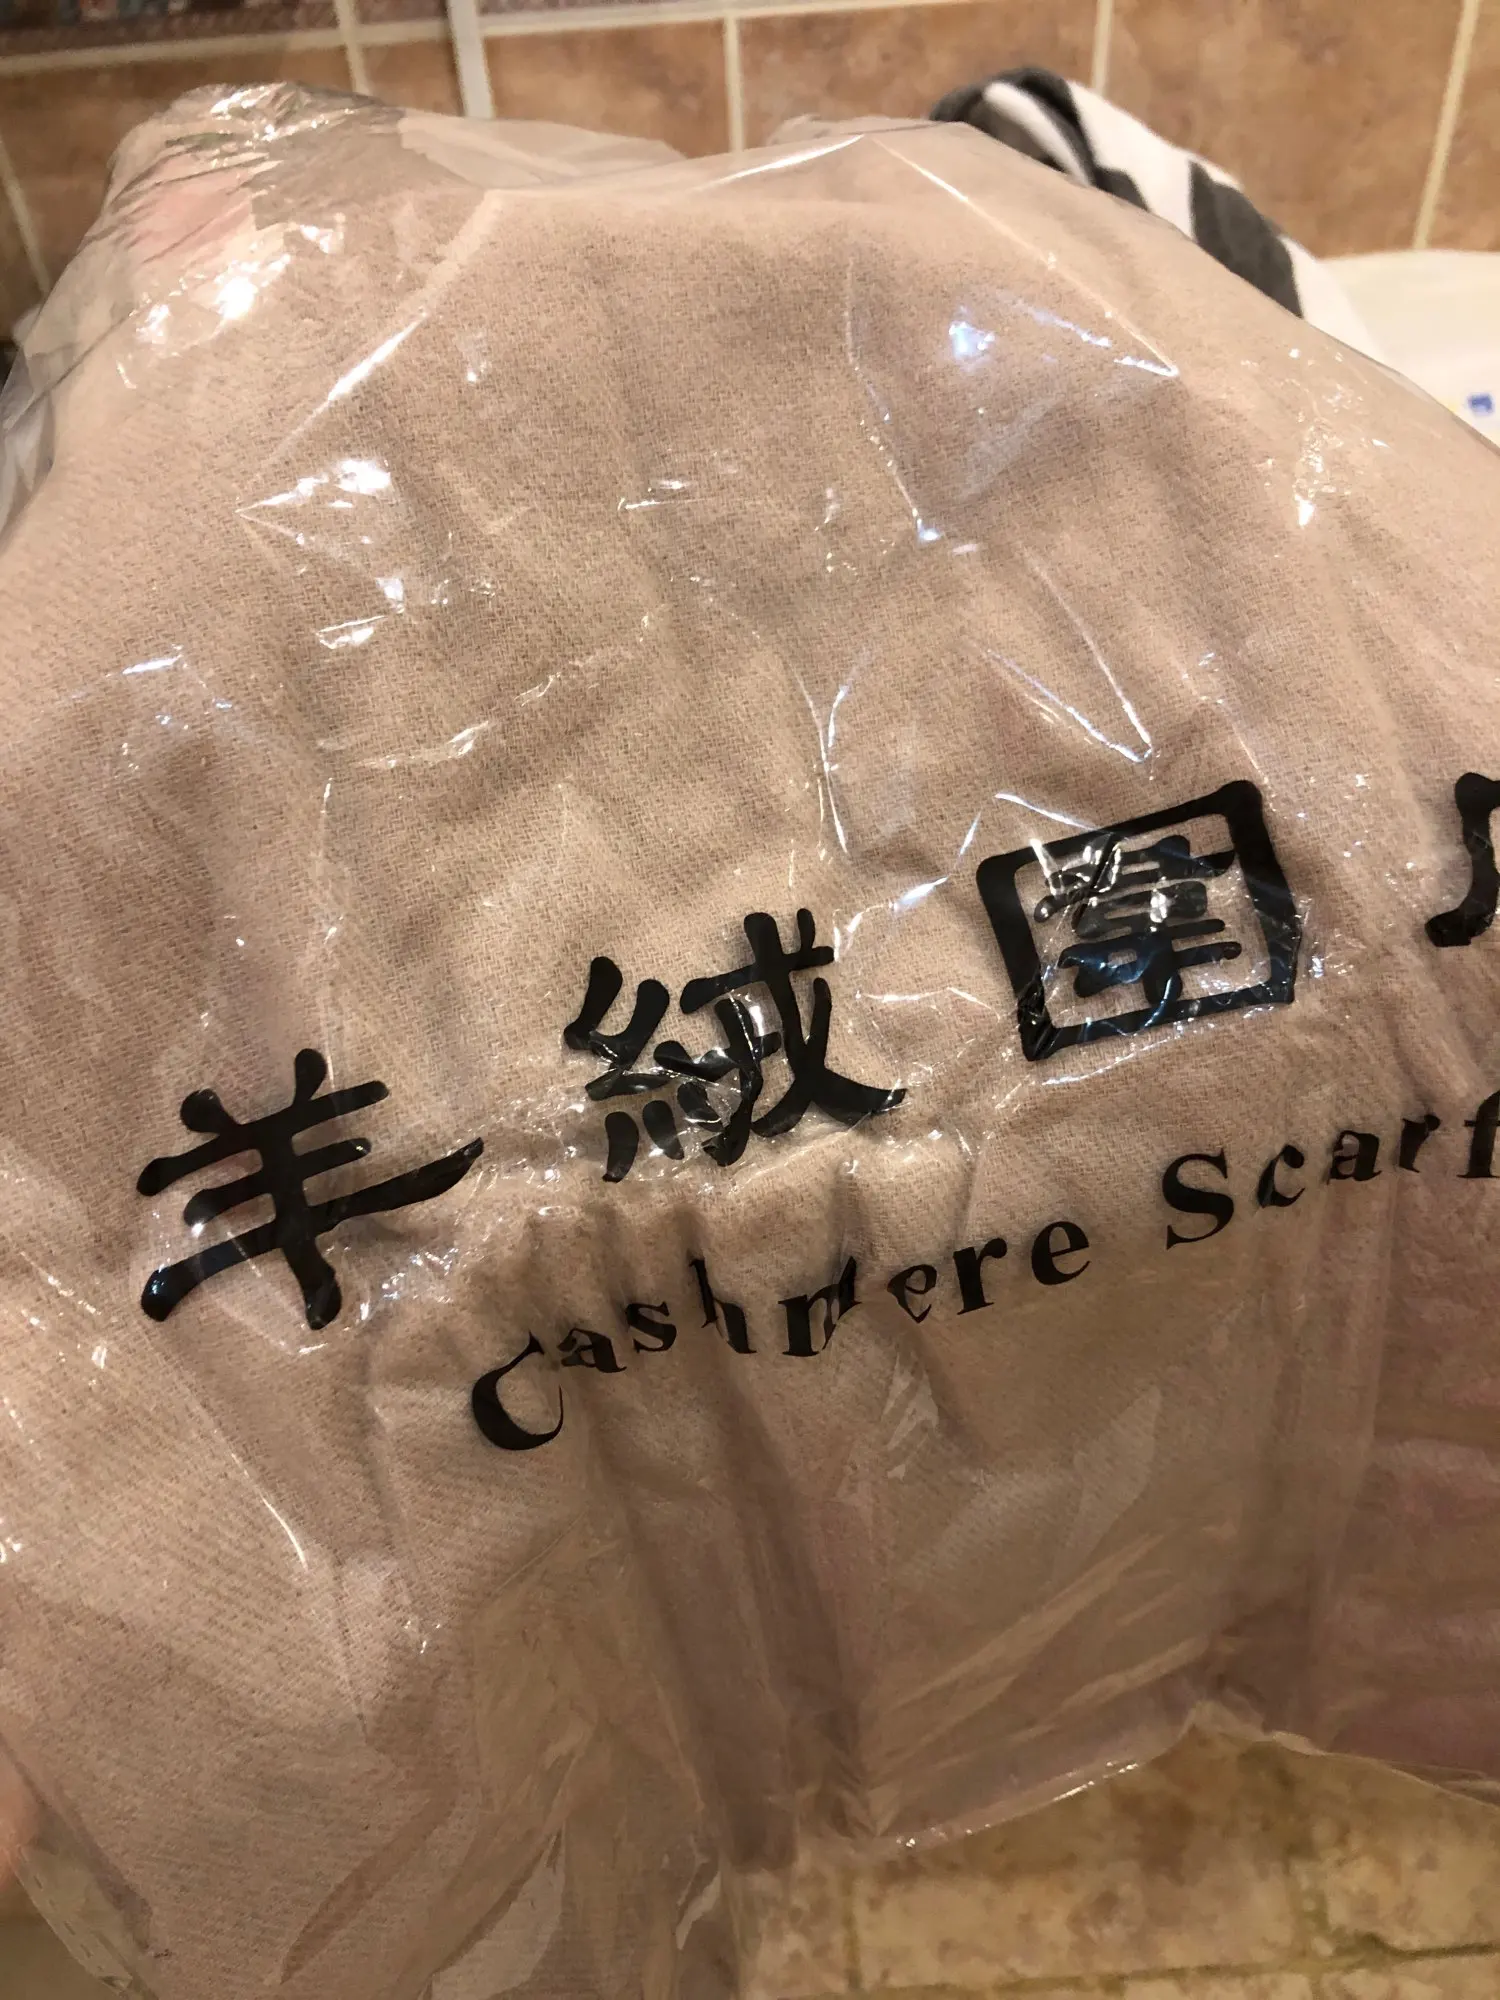 羊絨圍
Cashmere Scarf